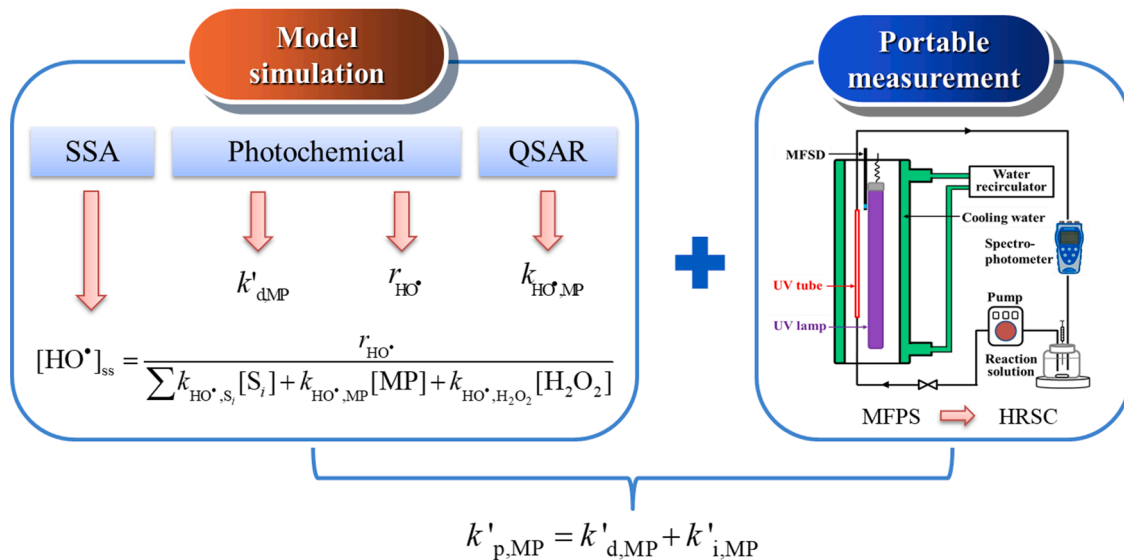 Model
simulation
SSA
Photochemical
QSAR
k'd,MP
rHO•
kHO•,MP
[HO•]ss = rHO• / ∑ kHO•,Si[Si] + kHO•,MP[MP] + kHO•,H2O2[H2O2]
Portable
measurement
MFSD
Water
recirculator
Cooling water
Spectro-
photometer
UV tube
Pump
UV lamp
Reaction
solution
MFPS
HRSC
k'p,MP = k'd,MP + k'i,MP